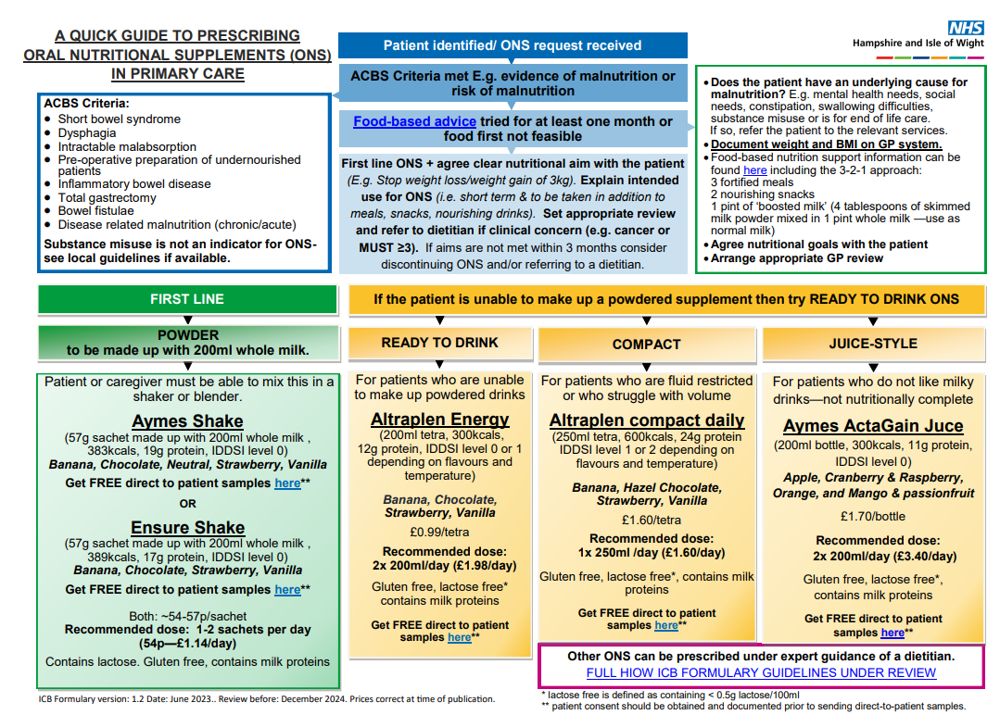 A QUICK GUIDE TO PRESCRIBING
ORAL NUTRITIONAL SUPPLEMENTS (ONS)
IN PRIMARY CARE
NHS
Hampshire and Isle of Wight
Patient identified/ ONS request received
ACBS Criteria met E.g. evidence of malnutrition or
risk of malnutrition
Food-based advice tried for at least one month or
food first not feasible
First line ONS + agree clear nutritional aim with the patient
(E.g. Stop weight loss/weight gain of 3kg). Explain intended
use for ONS (i.e. short term & to be taken in addition to
meals, snacks, nourishing drinks). Set appropriate review
and refer to dietitian if clinical concern (e.g. cancer or
MUST ≥3). If aims are not met within 3 months consider
discontinuing ONS and/or referring to a dietitian.
ACBS Criteria:
● Short bowel syndrome
● Dysphagia
● Intractable malabsorption
● Pre-operative preparation of undernourished
patients
● Inflammatory bowel disease
● Total gastrectomy
● Bowel fistulae
● Disease related malnutrition (chronic/acute)
Substance misuse is not an indicator for ONS-
see local guidelines if available.
● Does the patient have an underlying cause for
malnutrition? E.g. mental health needs, social
needs, constipation, swallowing difficulties,
substance misuse or is for end of life care.
If so, refer the patient to the relevant services.
● Document weight and BMI on GP system.
● Food-based nutrition support information can be
found here including the 3-2-1 approach:
3 fortified meals
2 nourishing snacks
1 pint of ‘boosted milk’ (4 tablespoons of skimmed
milk powder mixed in 1 pint whole milk —use as
normal milk)
● Agree nutritional goals with the patient
● Arrange appropriate GP review
FIRST LINE
If the patient is unable to make up a powdered supplement then try READY TO DRINK ONS
POWDER
to be made up with 200ml whole milk.
Patient or caregiver must be able to mix this in a
shaker or blender.
Aymes Shake
(57g sachet made up with 200ml whole milk ,
383kcals, 19g protein, IDDSI level 0)
Banana, Chocolate, Neutral, Strawberry, Vanilla
Get FREE direct to patient samples here**
OR
Ensure Shake
(57g sachet made up with 200ml whole milk ,
389kcals, 17g protein, IDDSI level 0)
Banana, Chocolate, Strawberry, Vanilla
Get FREE direct to patient samples here**
Both: ~54-57p/sachet
Recommended dose: 1-2 sachets per day
(54p—£1.14/day)
Contains lactose. Gluten free, contains milk proteins
READY TO DRINK
For patients who are unable
to make up powdered drinks
Altraplen Energy
(200ml tetra, 300kcals,
12g protein, IDDSI level 0 or 1
depending on flavours and
temperature)
Banana, Chocolate,
Strawberry, Vanilla
£0.99/tetra
Recommended dose:
2x 200ml/day (£1.98/day)
Gluten free, lactose free*
contains milk proteins
Get FREE direct to patient
samples here**
COMPACT
For patients who are fluid restricted
or who struggle with volume
Altraplen compact daily
(250ml tetra, 600kcals, 24g protein
IDDSI level 1 or 2 depending on
flavours and temperature)
Banana, Hazel Chocolate,
Strawberry, Vanilla
£1.60/tetra
Recommended dose:
1x 250ml /day (£1.60/day)
Gluten free, lactose free*, contains milk
proteins
Get FREE direct to patient
samples here**
JUICE-STYLE
For patients who do not like milky
drinks—not nutritionally complete
Aymes ActaGain Juce
(200ml bottle, 300kcals, 11g protein,
IDDSI level 0)
Apple, Cranberry & Raspberry,
Orange, and Mango & passionfruit
£1.70/bottle
Recommended dose:
2x 200ml/day (£3.40/day)
Gluten free, lactose free*,
contains milk proteins
Get FREE direct to patient
samples here**
Other ONS can be prescribed under expert guidance of a dietitian.
FULL HIOW ICB FORMULARY GUIDELINES UNDER REVIEW
ICB Formulary version: 1.2 Date: June 2023.. Review before: December 2024. Prices correct at time of publication.
* lactose free is defined as containing < 0.5g lactose/100ml
** patient consent should be obtained and documented prior to sending direct-to-patient samples.